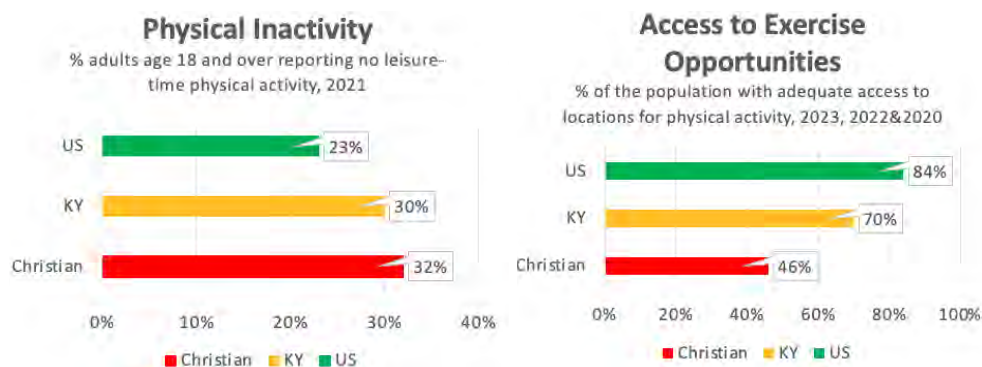 Physical Inactivity
% adults age 18 and over reporting no leisure-
time physical activity, 2021
US
23%
KY
30%
Christian
32%
0%
10%
20%
30%
40%
Christian
KY
US
Access to Exercise
Opportunities
% of the population with adequate access to
locations for physical activity, 2023, 2022&2020
US
84%
KY
70%
Christian
46%
0%
20%
40%
60%
80%
100%
Christian
KY
US